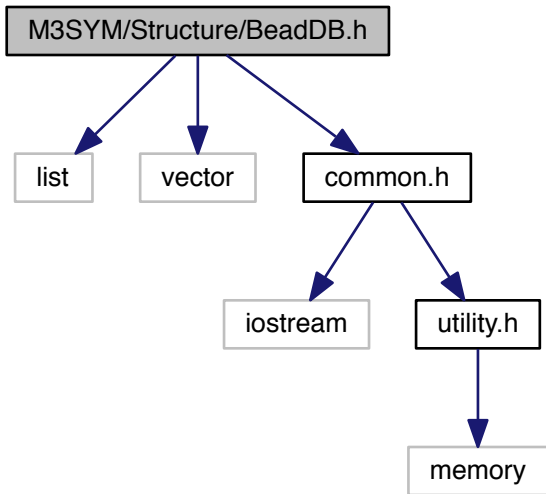 M3SYM/Structure/BeadDB.h
list
vector
common.h
iostream
utility.h
memory